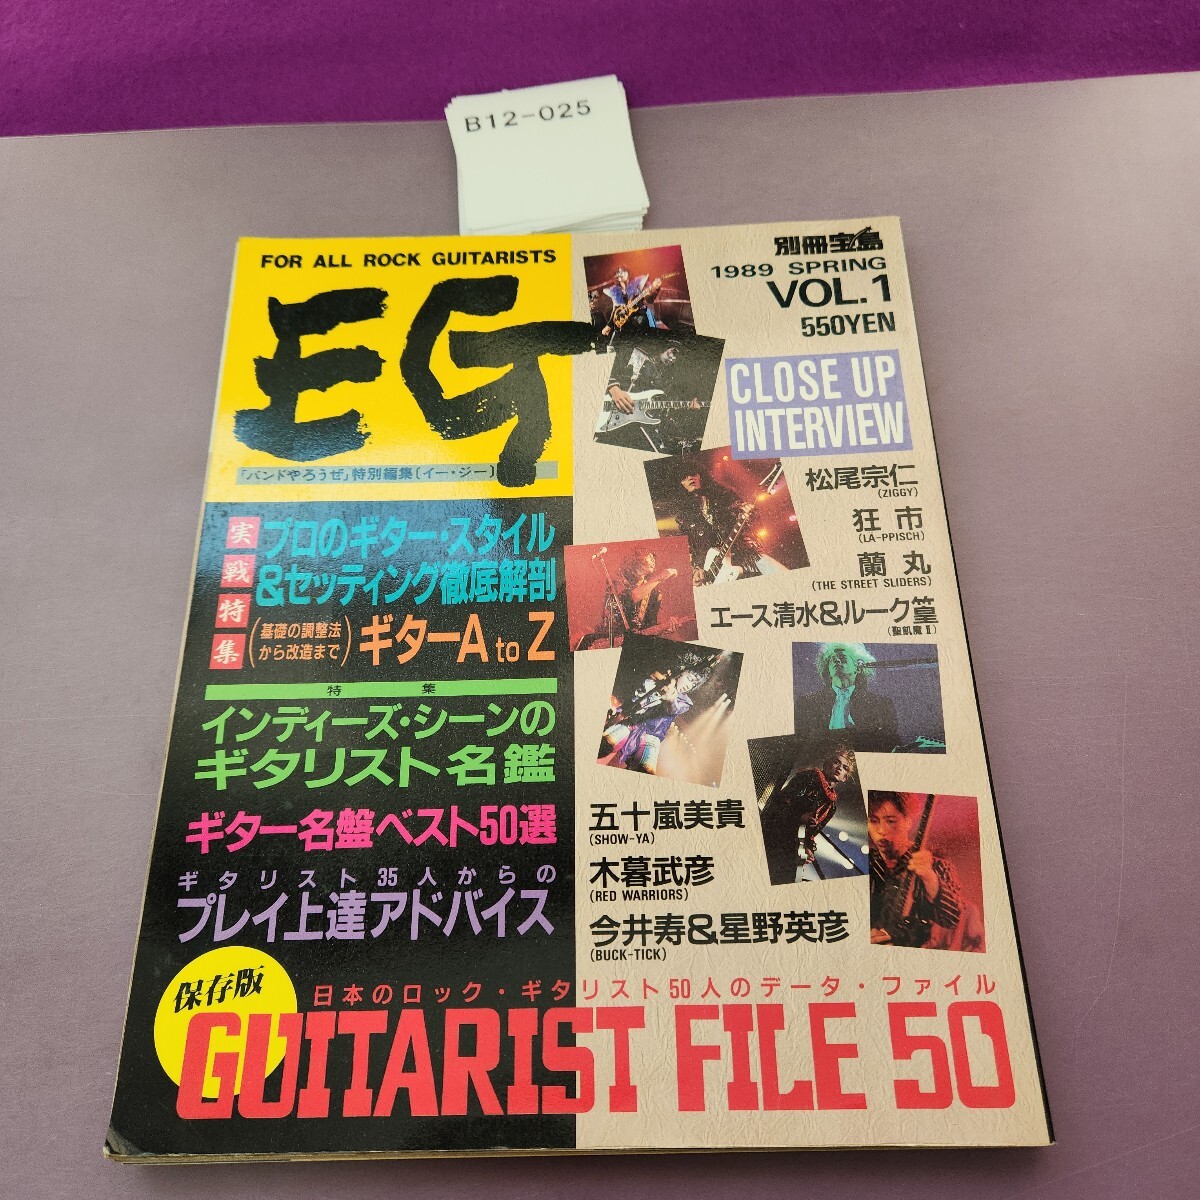 B12-025
FOR ALL ROCK GUITARISTS
EG
「バンドやろうぜ」特別編集〔イー・ジー〕
別冊宝島
1989 SPRING
VOL.1
550YEN
CLOSE UP
INTERVIEW
松尾宗仁
(ZIGGY)
狂市
(LA-PPISCH)
蘭丸
(THE STREET SLIDERS)
エース清水&ルーク篁
(聖飢魔II)
実戦特集
プロのギター・スタイル
&セッティング徹底解剖
(基礎の調整法
から改造まで)
ギターA to Z
特集
インディーズ・シーンの
ギタリスト名鑑
ギター名盤ベスト50選
ギタリスト35人からの
プレイ上達アドバイス
五十嵐美貴
(SHOW-YA)
木暮武彦
(RED WARRIORS)
今井寿&星野英彦
(BUCK-TICK)
保存版
日本のロック・ギタリスト50人のデータ・ファイル
GUITARIST FILE 50